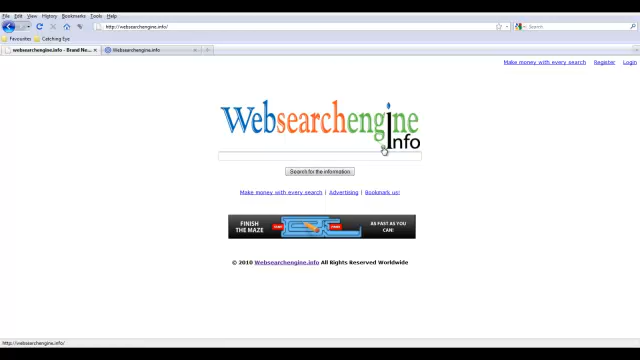 File Edit View History Bookmarks Tools Help
http://websearchengine.info/
Search
Favourites Catching Eye
websearchengine.info - Brand Ne...
Websearchengine.info
Make money with every search Register Login
Websearchengine
Info
Search for the information
Make money with every search | Advertising | Bookmark us!
FINISH THE MAZE
AS FAST AS YOU CAN!
© 2010 Websearchengine.info All Rights Reserved Worldwide
http://websearchengine.info/